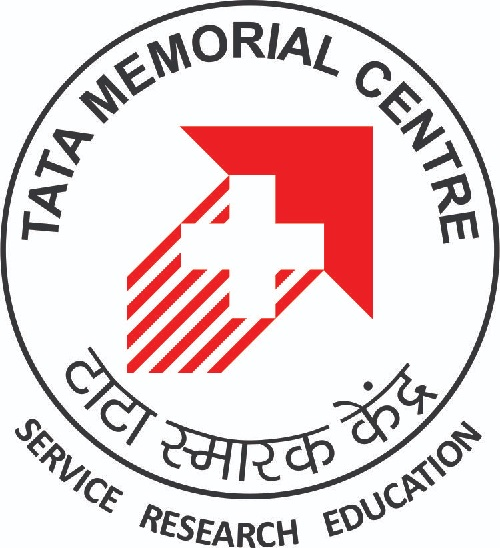 TATA MEMORIAL CENTRE
टाटा स्मारक केंद्र
SERVICE RESEARCH EDUCATION